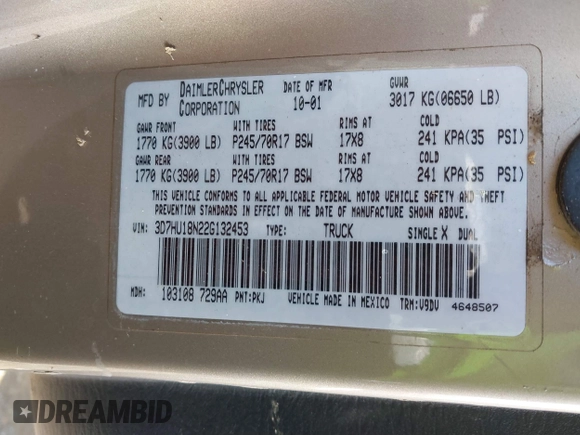 MFD BY DAIMLERCHRYSLER CORPORATION DATE OF MFR 10-01 GVWR 3017 KG(06650 LB)
GAWR FRONT WITH TIRES RIMS AT COLD
1770 KG(3900 LB) P245/70R17 BSW 17X8 241 KPA(35 PSI)
GAWR REAR WITH TIRES RIMS AT COLD
1770 KG(3900 LB) P245/70R17 BSW 17X8 241 KPA(35 PSI)
THIS VEHICLE CONFORMS TO ALL APPLICABLE FEDERAL MOTOR VEHICLE SAFETY AND THEFT
PREVENTION STANDARDS IN EFFECT ON THE DATE OF MANUFACTURE SHOWN ABOVE.
VIN: 3D7HU18N22G132453 TYPE: TRUCK SINGLE X DUAL
MDH: 103108 729AA PNT:PKJ VEHICLE MADE IN MEXICO TRM:V9DV
4648507
DREAMBID